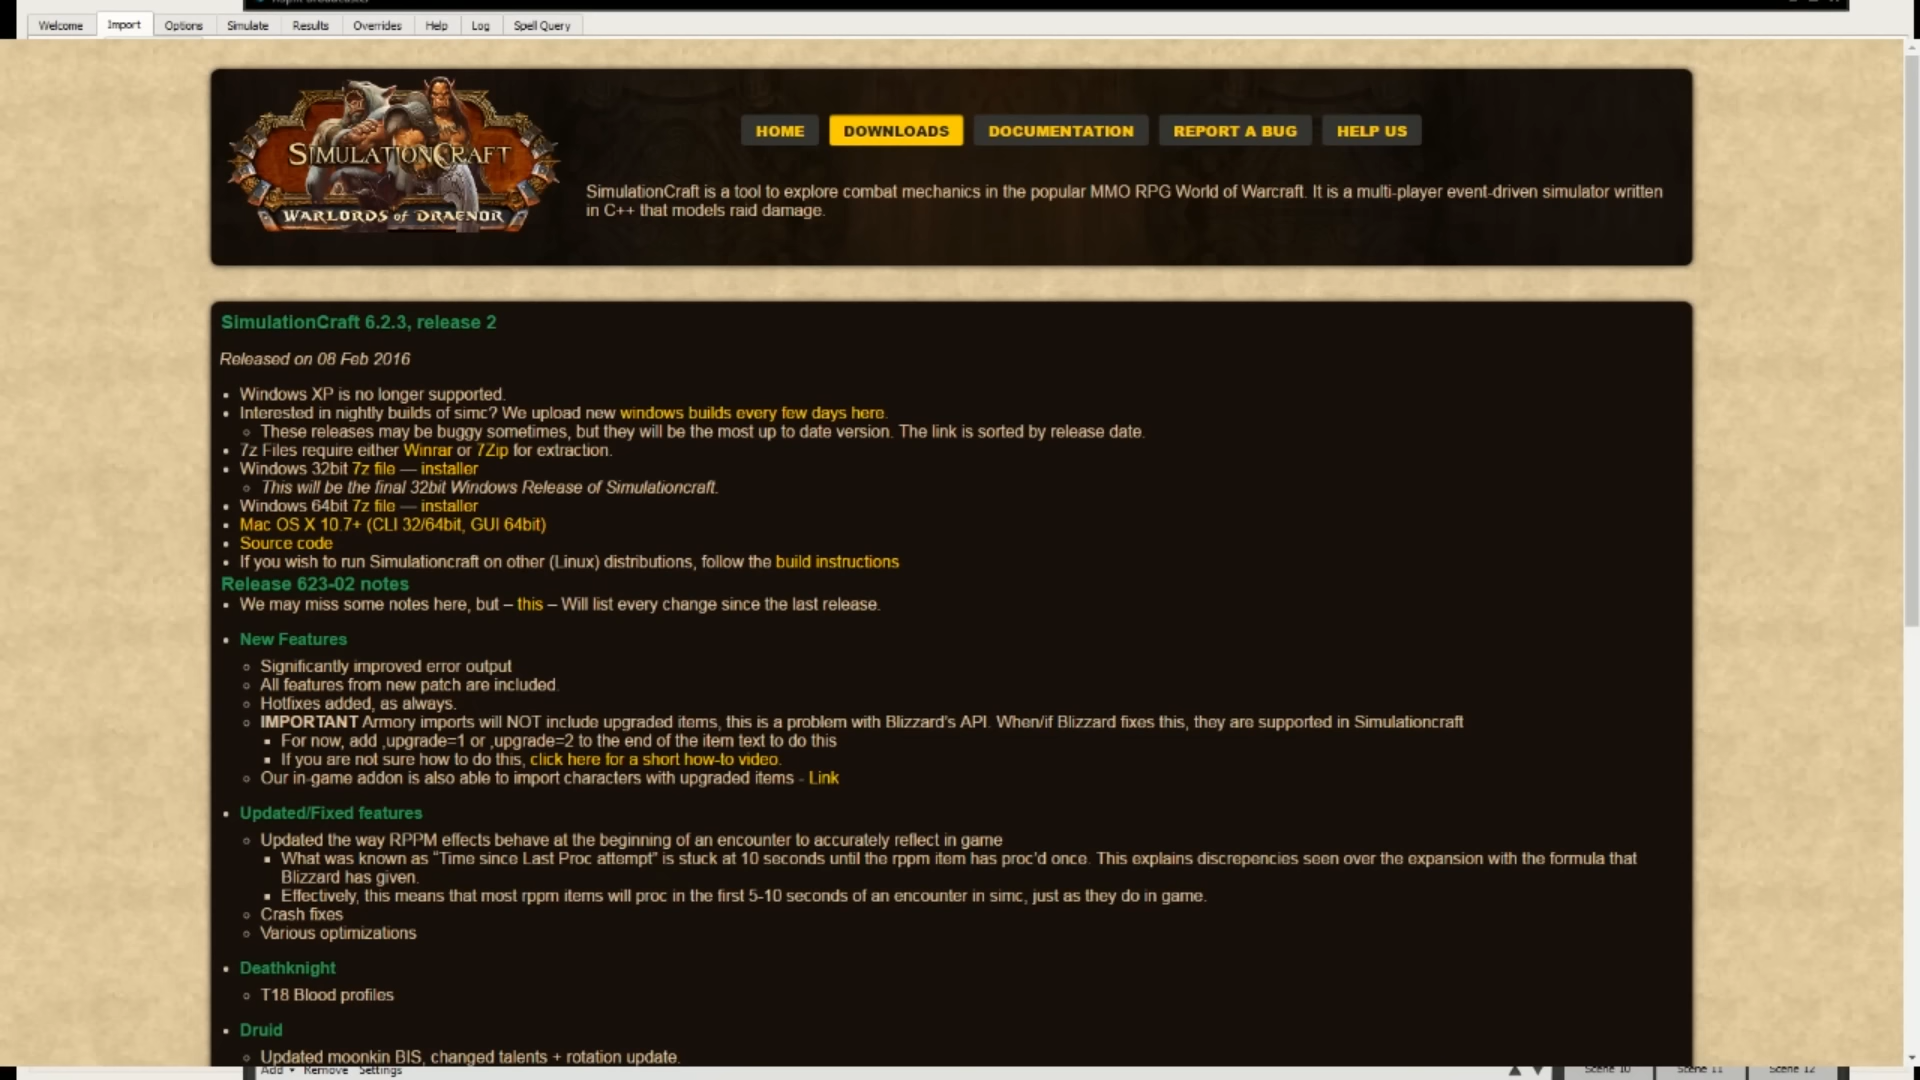 Welcome Import Options Simulate Results Overrides Help Log Spell Query
SIMULATIONCRAFT
WARLORDS of DRAENOR
HOME DOWNLOADS DOCUMENTATION REPORT A BUG HELP US
SimulationCraft is a tool to explore combat mechanics in the popular MMO RPG World of Warcraft. It is a multi-player event-driven simulator written
in C++ that models raid damage.
SimulationCraft 6.2.3, release 2
Released on 08 Feb 2016
Windows XP is no longer supported.
Interested in nightly builds of simc? We upload new windows builds every few days here.
These releases may be buggy sometimes, but they will be the most up to date version. The link is sorted by release date.
7z Files require either Winrar or 7Zip for extraction.
Windows 32bit 7z file — installer
This will be the final 32bit Windows Release of Simulationcraft.
Windows 64bit 7z file — installer
Mac OS X 10.7+ (CLI 32/64bit, GUI 64bit)
Source code
If you wish to run Simulationcraft on other (Linux) distributions, follow the build instructions
Release 623-02 notes
We may miss some notes here, but – this – Will list every change since the last release.
New Features
Significantly improved error output
All features from new patch are included.
Hotfixes added, as always.
IMPORTANT Armory imports will NOT include upgraded items, this is a problem with Blizzard's API. When/if Blizzard fixes this, they are supported in Simulationcraft
For now, add ,upgrade=1 or ,upgrade=2 to the end of the item text to do this
If you are not sure how to do this, click here for a short how-to video.
Our in-game addon is also able to import characters with upgraded items - Link
Updated/Fixed features
Updated the way RPPM effects behave at the beginning of an encounter to accurately reflect in game
What was known as “Time since Last Proc attempt” is stuck at 10 seconds until the rppm item has proc'd once. This explains discrepencies seen over the expansion with the formula that
Blizzard has given.
Effectively, this means that most rppm items will proc in the first 5-10 seconds of an encounter in simc, just as they do in game.
Crash fixes
Various optimizations
Deathknight
T18 Blood profiles
Druid
Updated moonkin BIS, changed talents + rotation update.
Add Remove Settings Scene 10 Scene 11 Scene 12